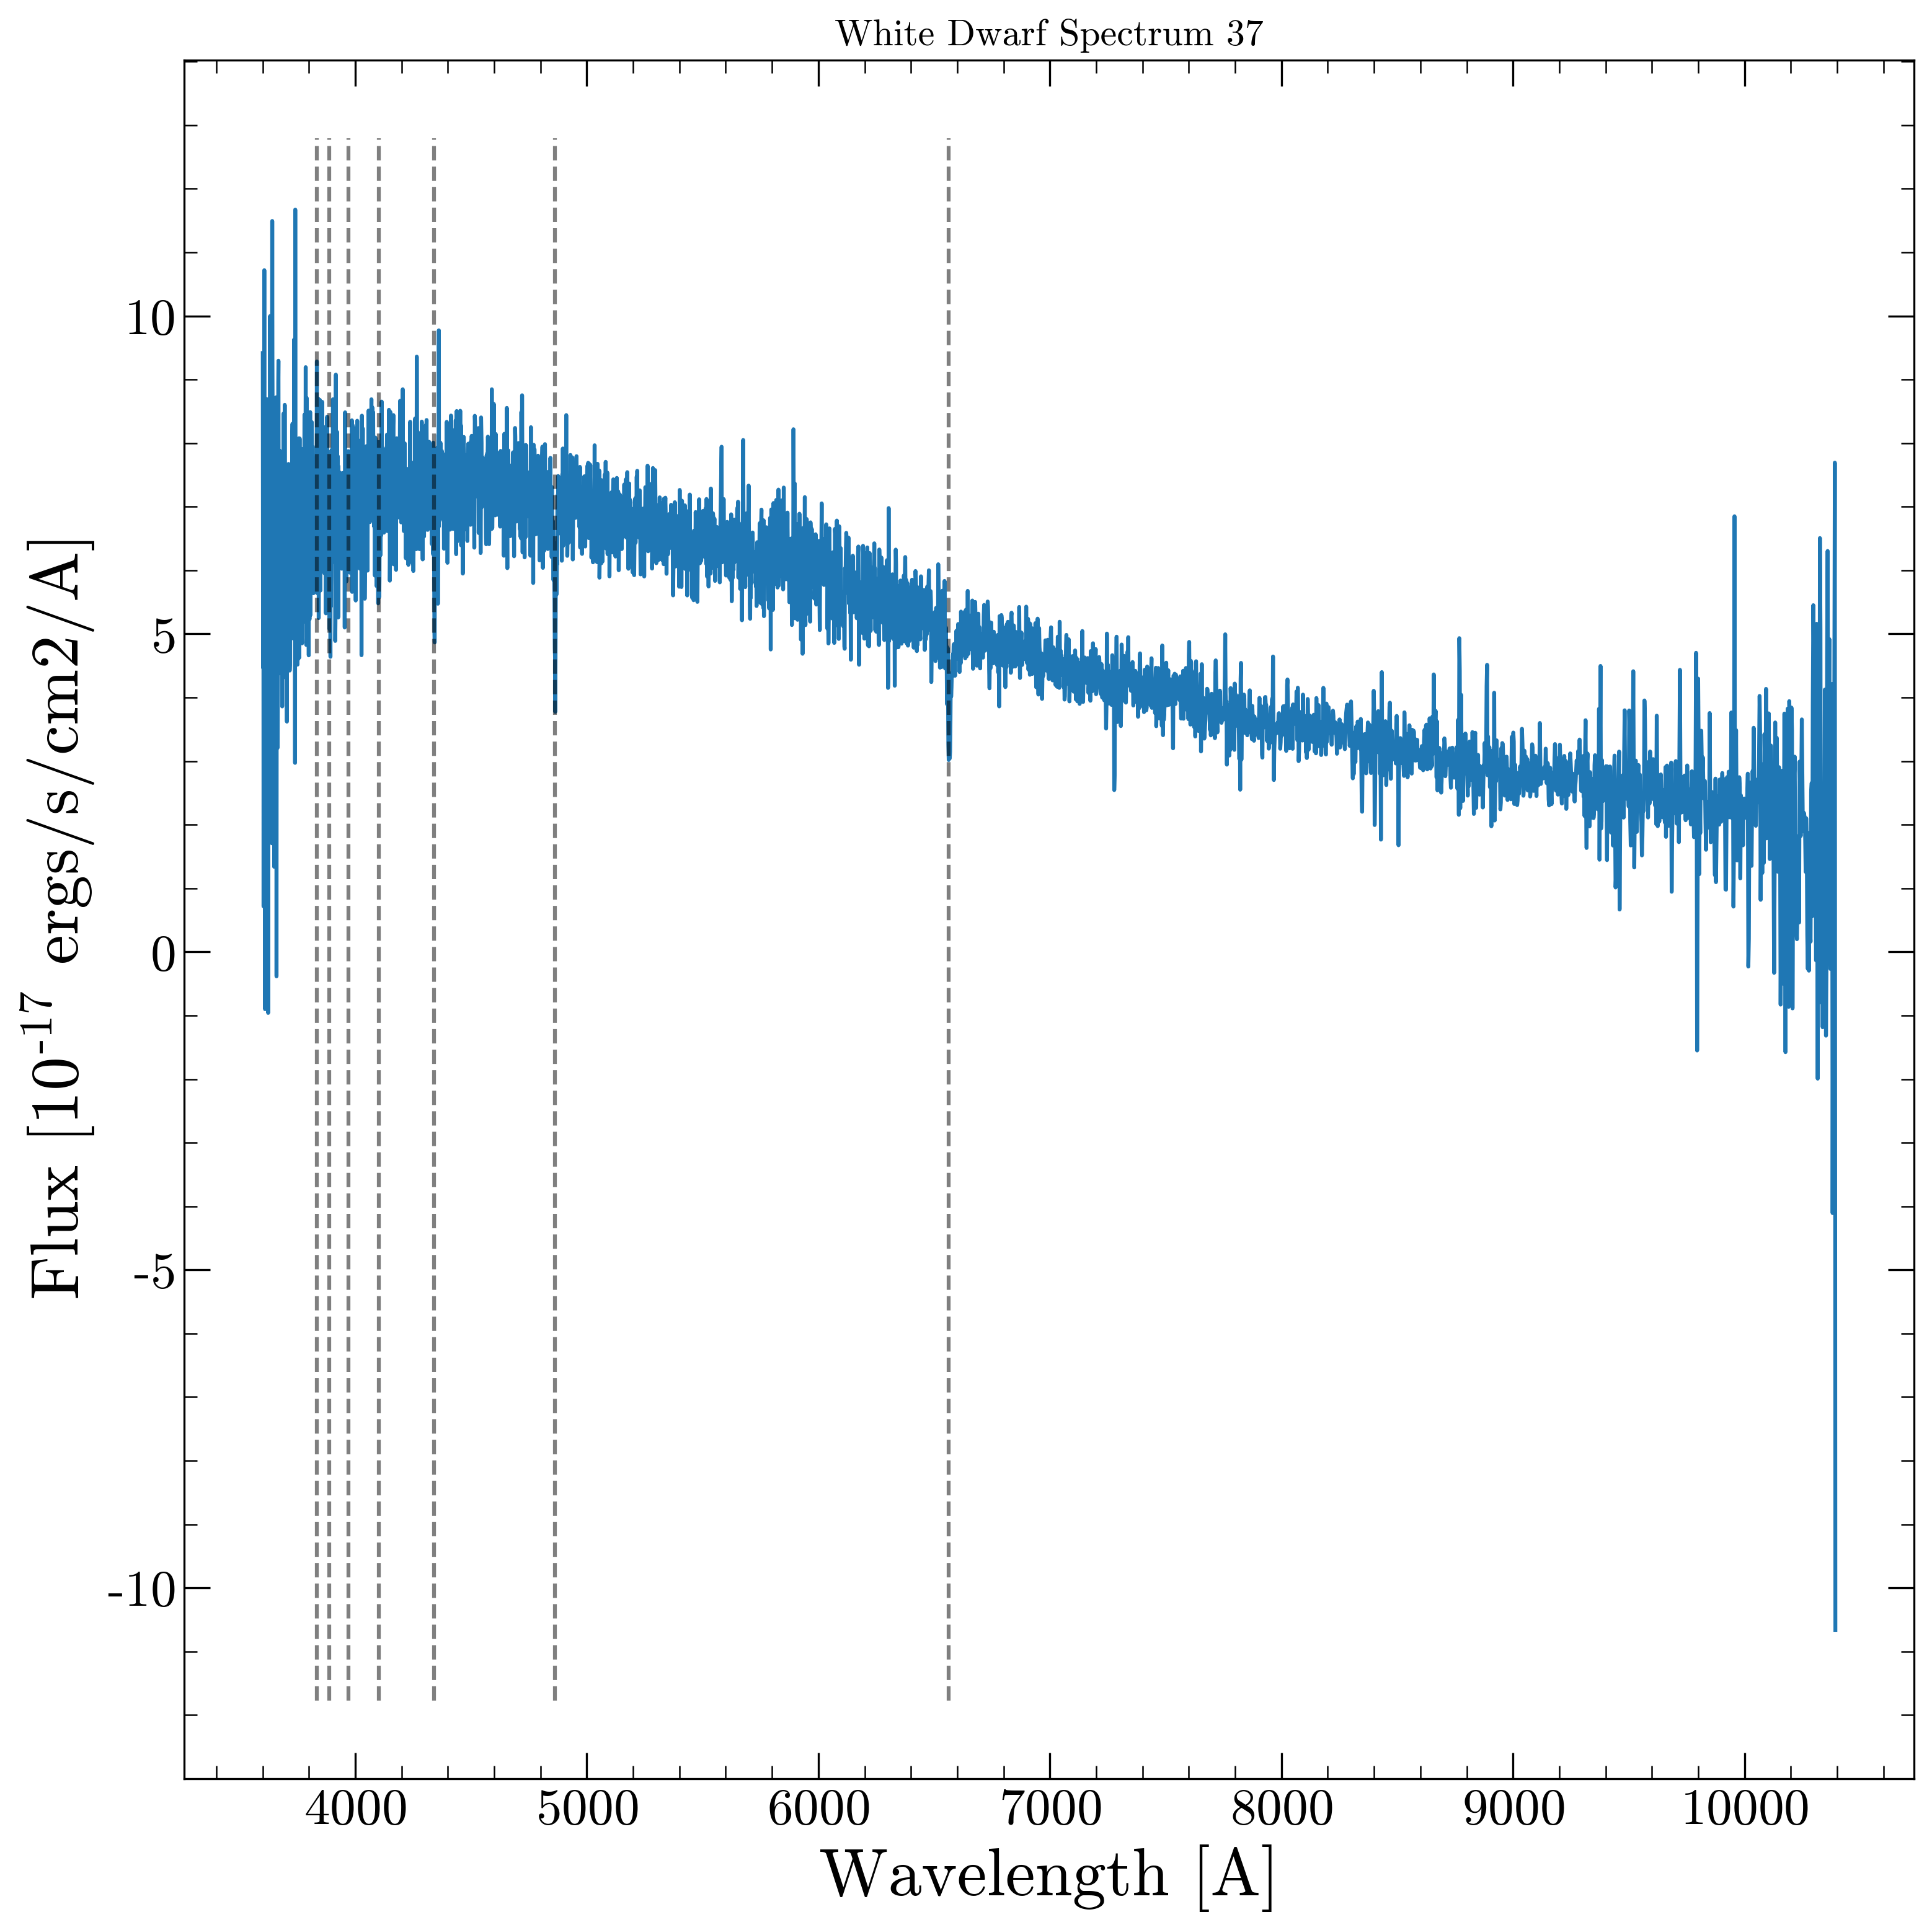 White Dwarf Spectrum 37
Flux [10-17 ergs/s/cm2/A]
10
5
0
-5
-10
4000 5000 6000 7000 8000 9000 10000
Wavelength [A]